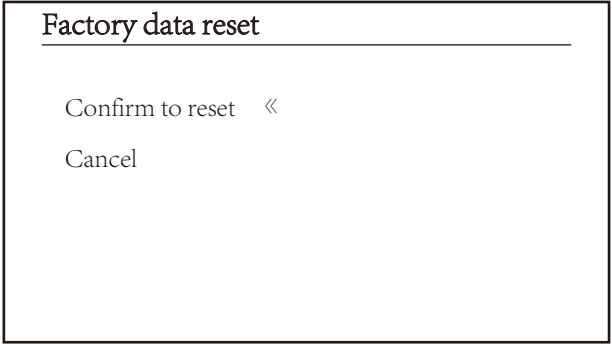 Factory data reset
Confirm to reset «
Cancel